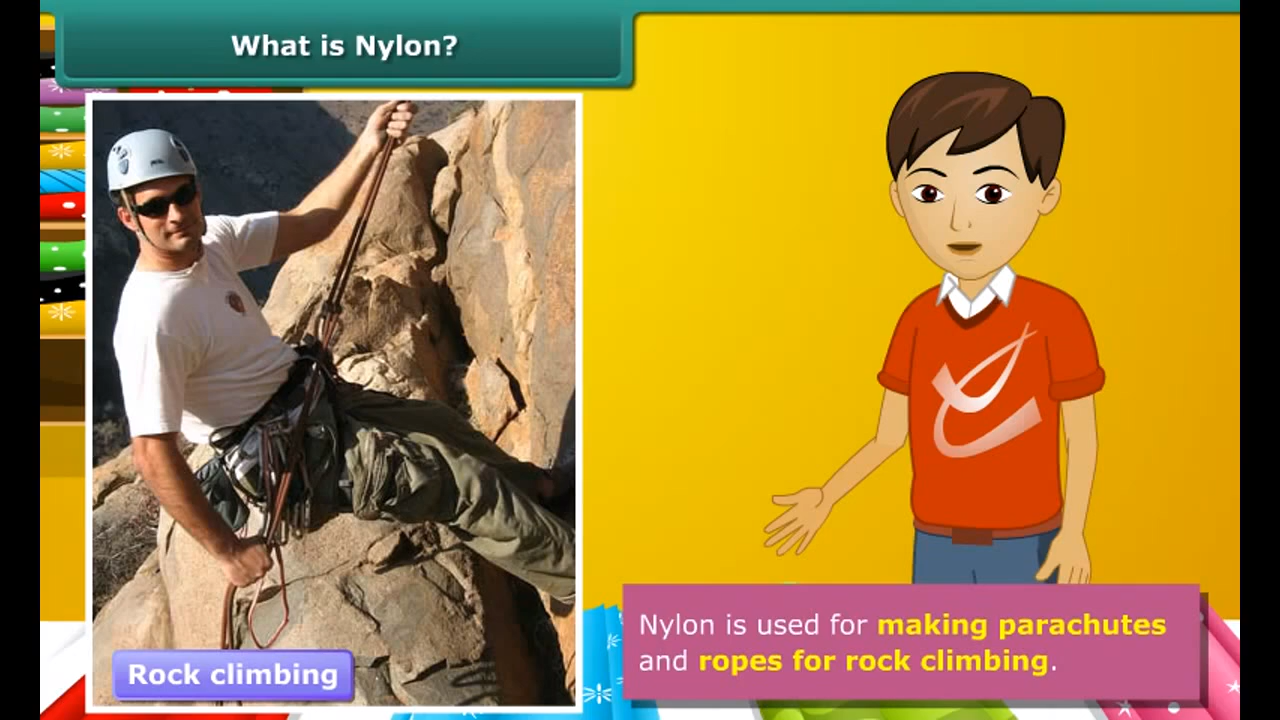 What is Nylon?
Rock climbing
Nylon is used for making parachutes
and ropes for rock climbing.